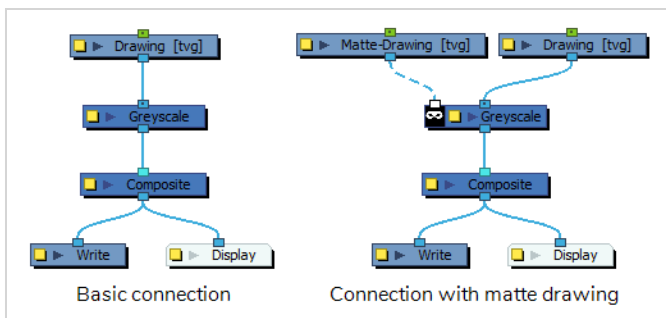 Drawing [tvg]
Greyscale
Composite
Write
Display
Basic connection
Matte-Drawing [tvg]
Drawing [tvg]
Greyscale
Composite
Write
Display
Connection with matte drawing